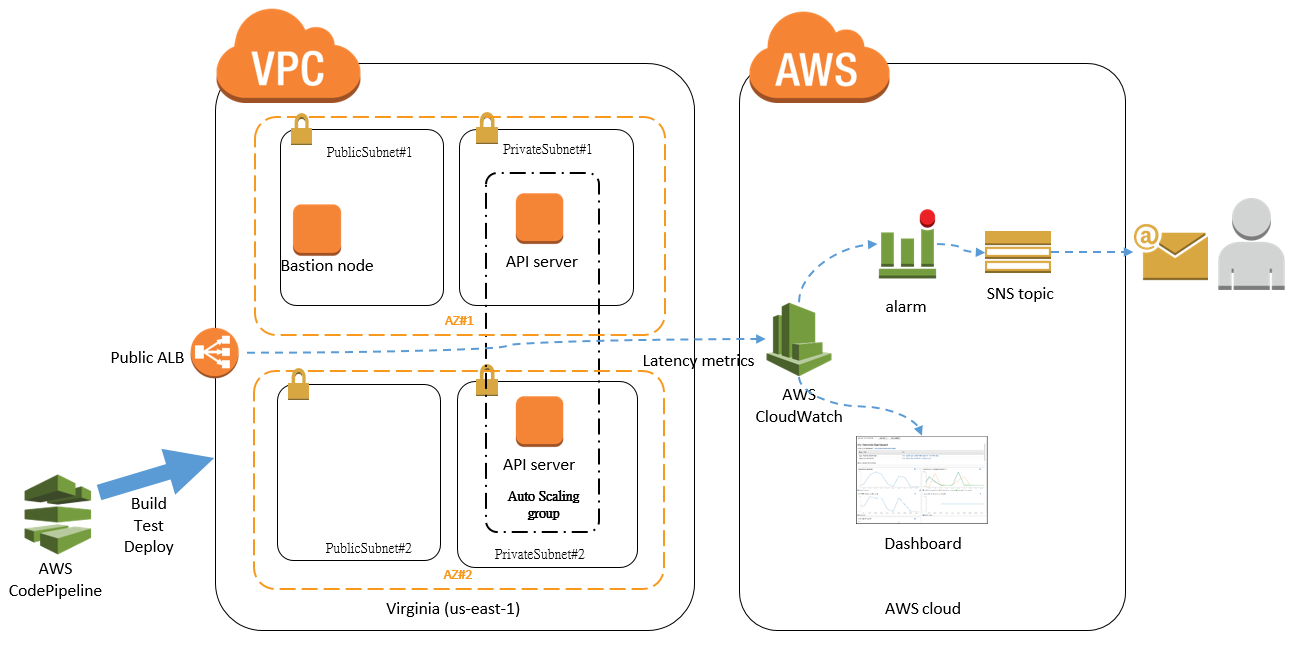 VPC
AWS
PublicSubnet#1
PrivateSubnet#1
Bastion node
API server
AZ#1
Public ALB
Latency metrics
AWS
CloudWatch
alarm
SNS topic
@
API server
Auto Scaling
group
PublicSubnet#2
PrivateSubnet#2
AZ#2
Build
Test
Deploy
AWS
CodePipeline
Virginia (us-east-1)
Dashboard
AWS cloud